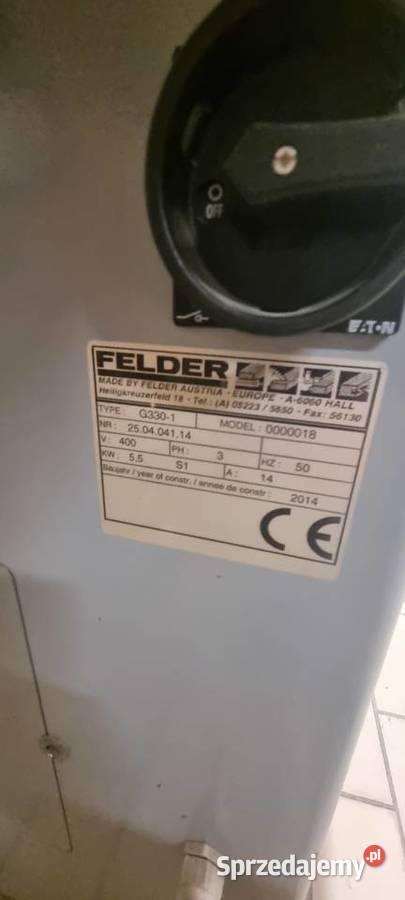 OFF
EATON
FELDER
MADE BY FELDER AUSTRIA · EUROPE · A-6060 HALL
Heiligkreuzerfeld 18 · Tel.: (A) 05223 / 5850 · Fax: 56130
TYPE: G330-1 MODEL: 0000018
NR: 25.04.041.14
V: 400 PH: 3 HZ: 50
KW: 5,5 S1 A: 14
Baujahr / year of constr. / annee de constr.: 2014
CE
Sprzedajemy.pl